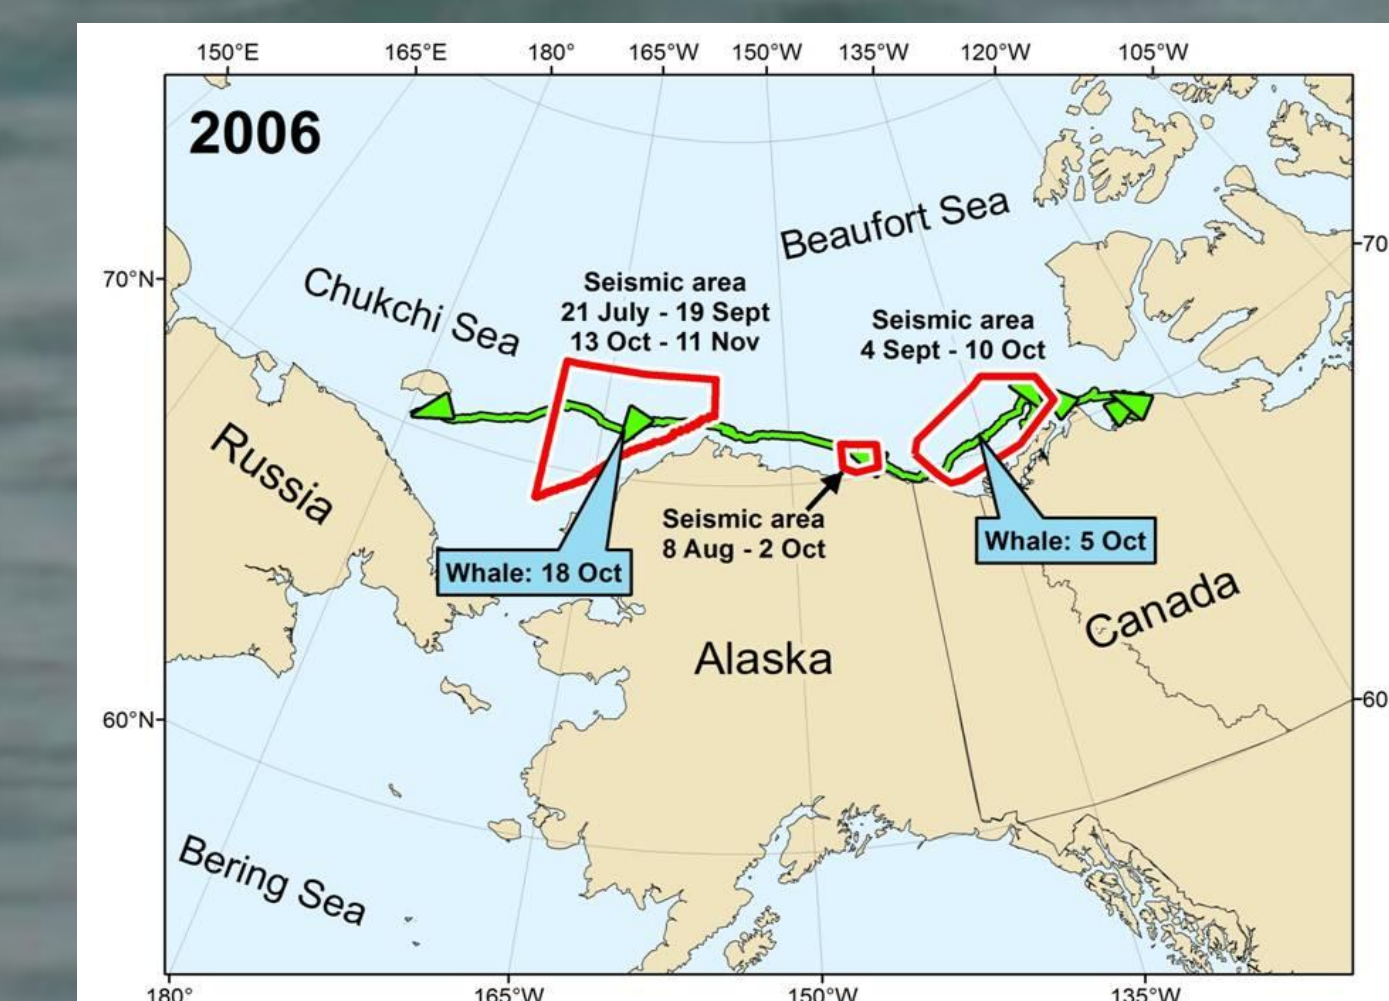 150°E 165°E 180° 165°W 150°W 135°W 120°W 105°W
2006
Beaufort Sea
70°N
70
Chukchi Sea
Seismic area
21 July - 19 Sept
13 Oct - 11 Nov
Seismic area
4 Sept - 10 Oct
Russia
Seismic area
8 Aug - 2 Oct
Whale: 18 Oct
Whale: 5 Oct
Canada
Alaska
60°N
60
Bering Sea
180° 165°W 150°W 135°W